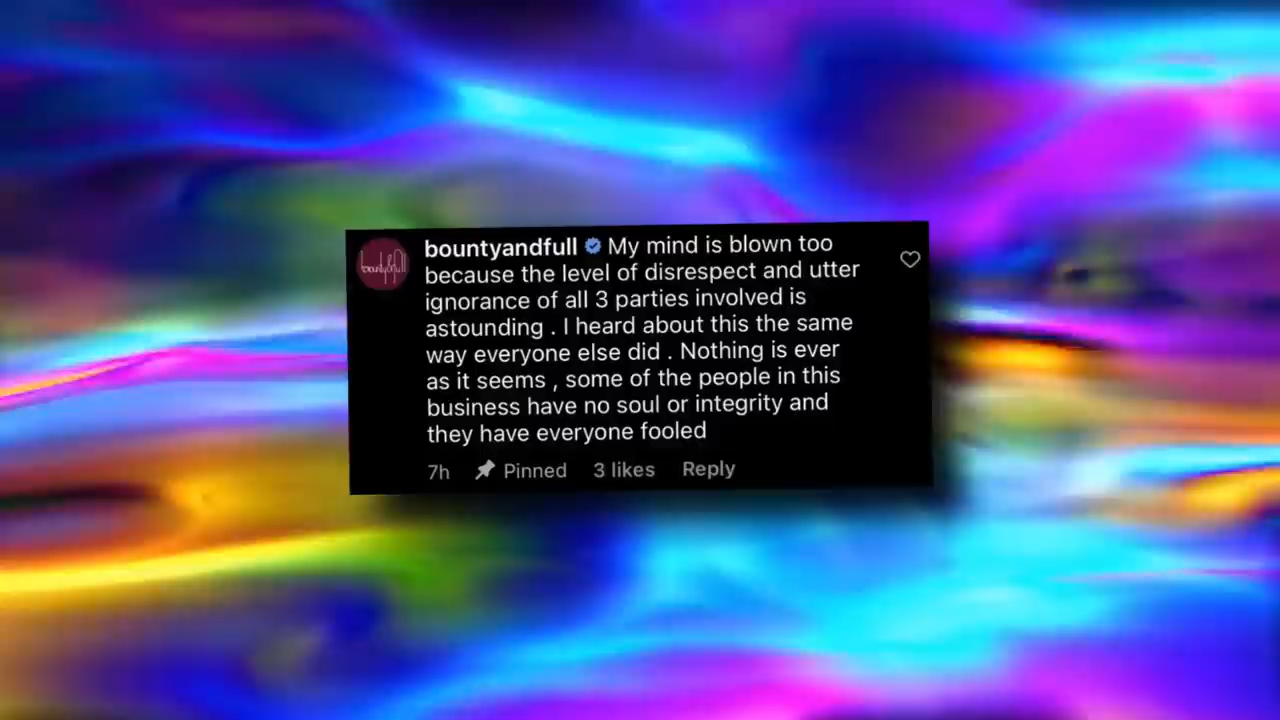 bountyandfull My mind is blown too
because the level of disrespect and utter
ignorance of all 3 parties involved is
astounding . I heard about this the same
way everyone else did . Nothing is ever
as it seems , some of the people in this
business have no soul or integrity and
they have everyone fooled
7h Pinned 3 likes Reply
bounty&full